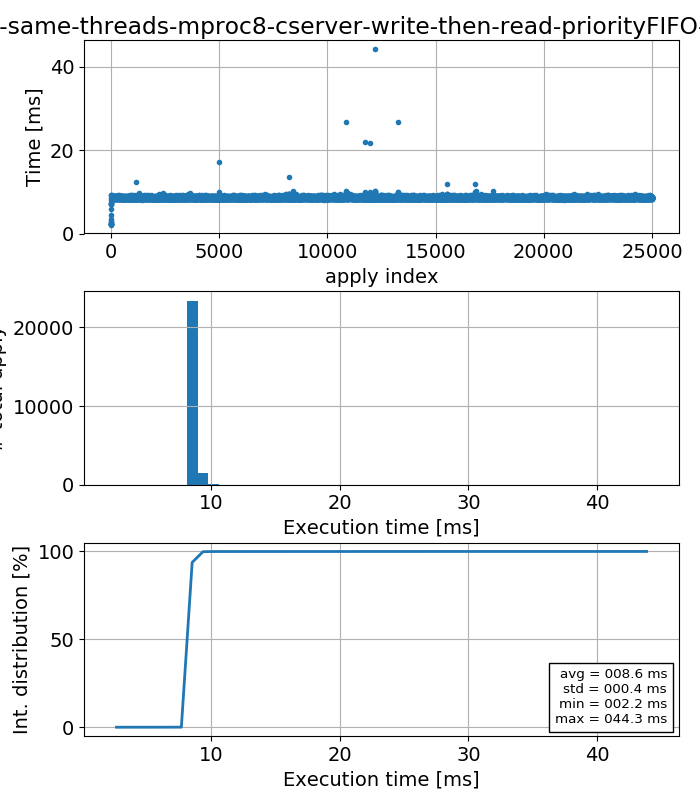 -same-threads-mproc8-cserver-write-then-read-priorityFIFO-
Time [ms]
40
20
0
0 5000 10000 15000 20000 25000
apply index
# total apply
20000
10000
0
10 20 30 40
Execution time [ms]
Int. distribution [%]
100
50
0
avg = 008.6 ms
std = 000.4 ms
min = 002.2 ms
max = 044.3 ms
10 20 30 40
Execution time [ms]